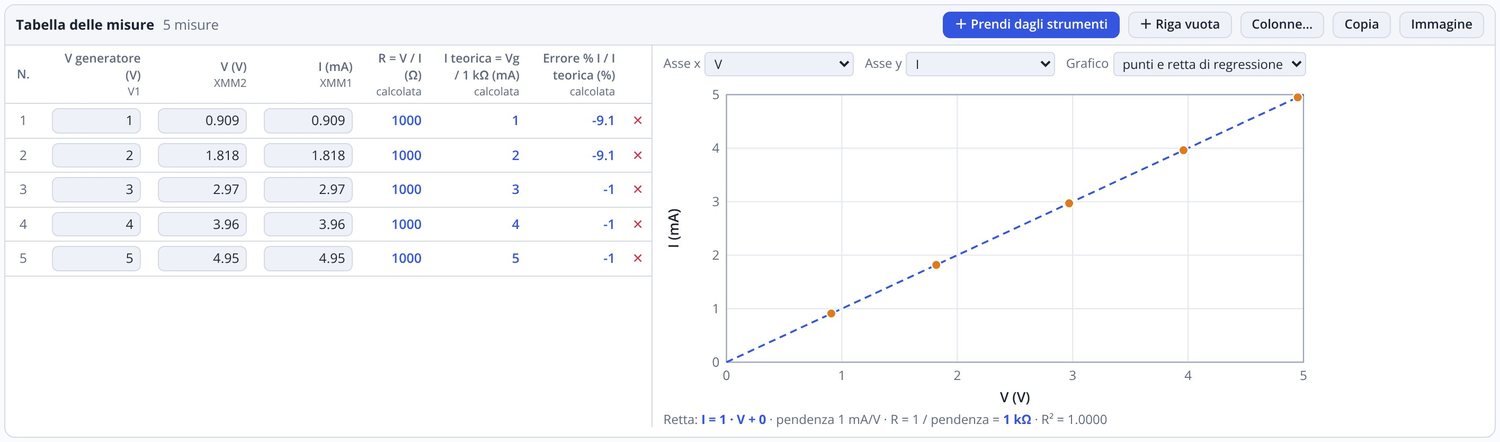 Tabella delle misure 5 misure
+ Prendi dagli strumenti
+ Riga vuota
Colonne...
Copia
Immagine
N. V generatore (V) V1 V (V) XMM2 I (mA) XMM1 R = V / I (Ω) calcolata I teorica = Vg / 1 kΩ (mA) calcolata Errore % I / I teorica (%) calcolata
1 1 0.909 0.909 1000 1 -9.1 ×
2 2 1.818 1.818 1000 2 -9.1 ×
3 3 2.97 2.97 1000 3 -1 ×
4 4 3.96 3.96 1000 4 -1 ×
5 5 4.95 4.95 1000 5 -1 ×
Asse x V Asse y I Grafico punti e retta di regressione
5
4
3
2
1
0
I (mA)
0 1 2 3 4 5
V (V)
Retta: I = 1 · V + 0 · pendenza 1 mA/V · R = 1 / pendenza = 1 kΩ · R² = 1.0000